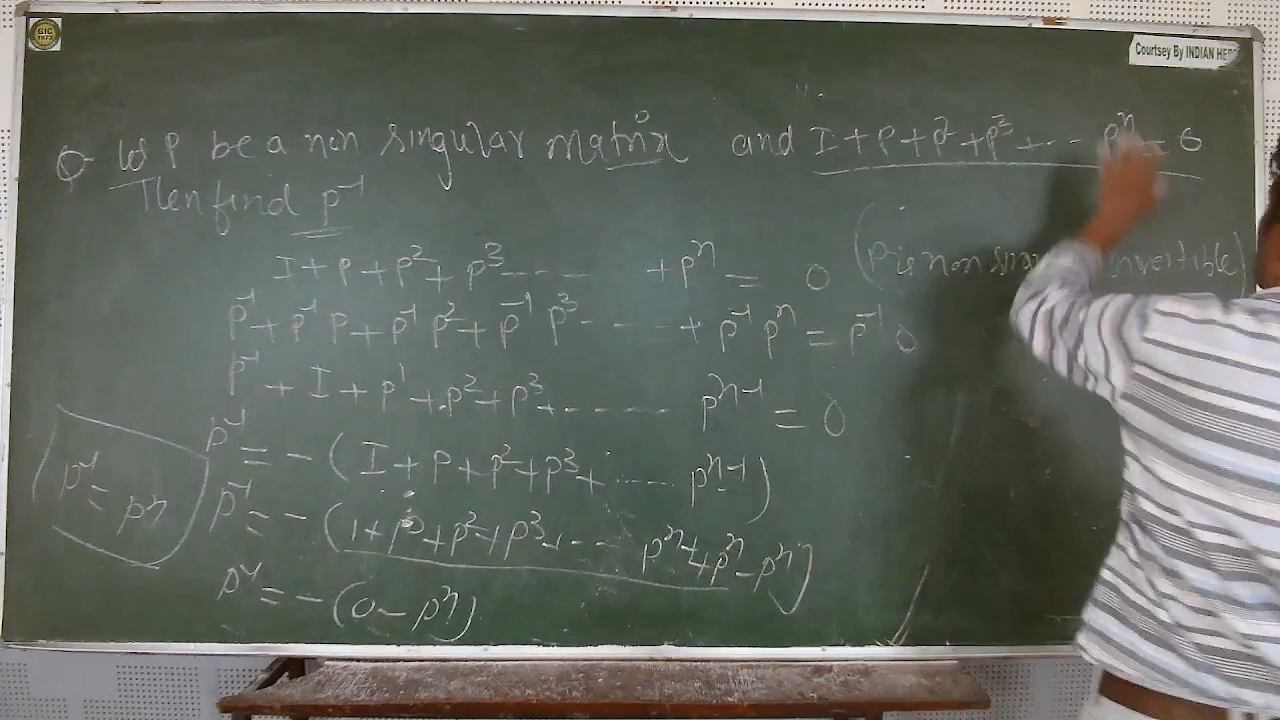 GIC
1973
Courtsey By INDIAN HER
Q Let P be a non singular matrix and I + P + P² + P³ + --- Pⁿ = 0
Then find P⁻¹
I + P + P² + P³ ----- + Pⁿ = 0
(P is non invertible)
P⁻¹ + P⁻¹ P + P⁻¹ P² + P⁻¹ P³ ---- + P⁻¹ Pⁿ = P⁻¹ 0
P⁻¹ + I + P¹ + P² + P³ + ----- Pⁿ⁻¹ = 0
P⁻¹ = - (I + P + P² + P³ + ..... Pⁿ⁻¹)
P⁻¹ = - (1 + P + P² + P³ + --- Pⁿ⁻¹ + Pⁿ - Pⁿ)
P⁻¹ = - (0 - Pⁿ)
P⁻¹ = Pⁿ